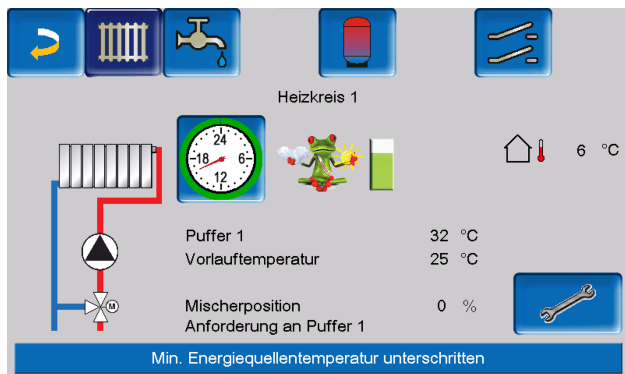 Heizkreis 1
24
18 6
12
6 °C
Puffer 1 32 °C
Vorlauftemperatur 25 °C
M
Mischerposition 0 %
Anforderung an Puffer 1
Min. Energiequellentemperatur unterschritten